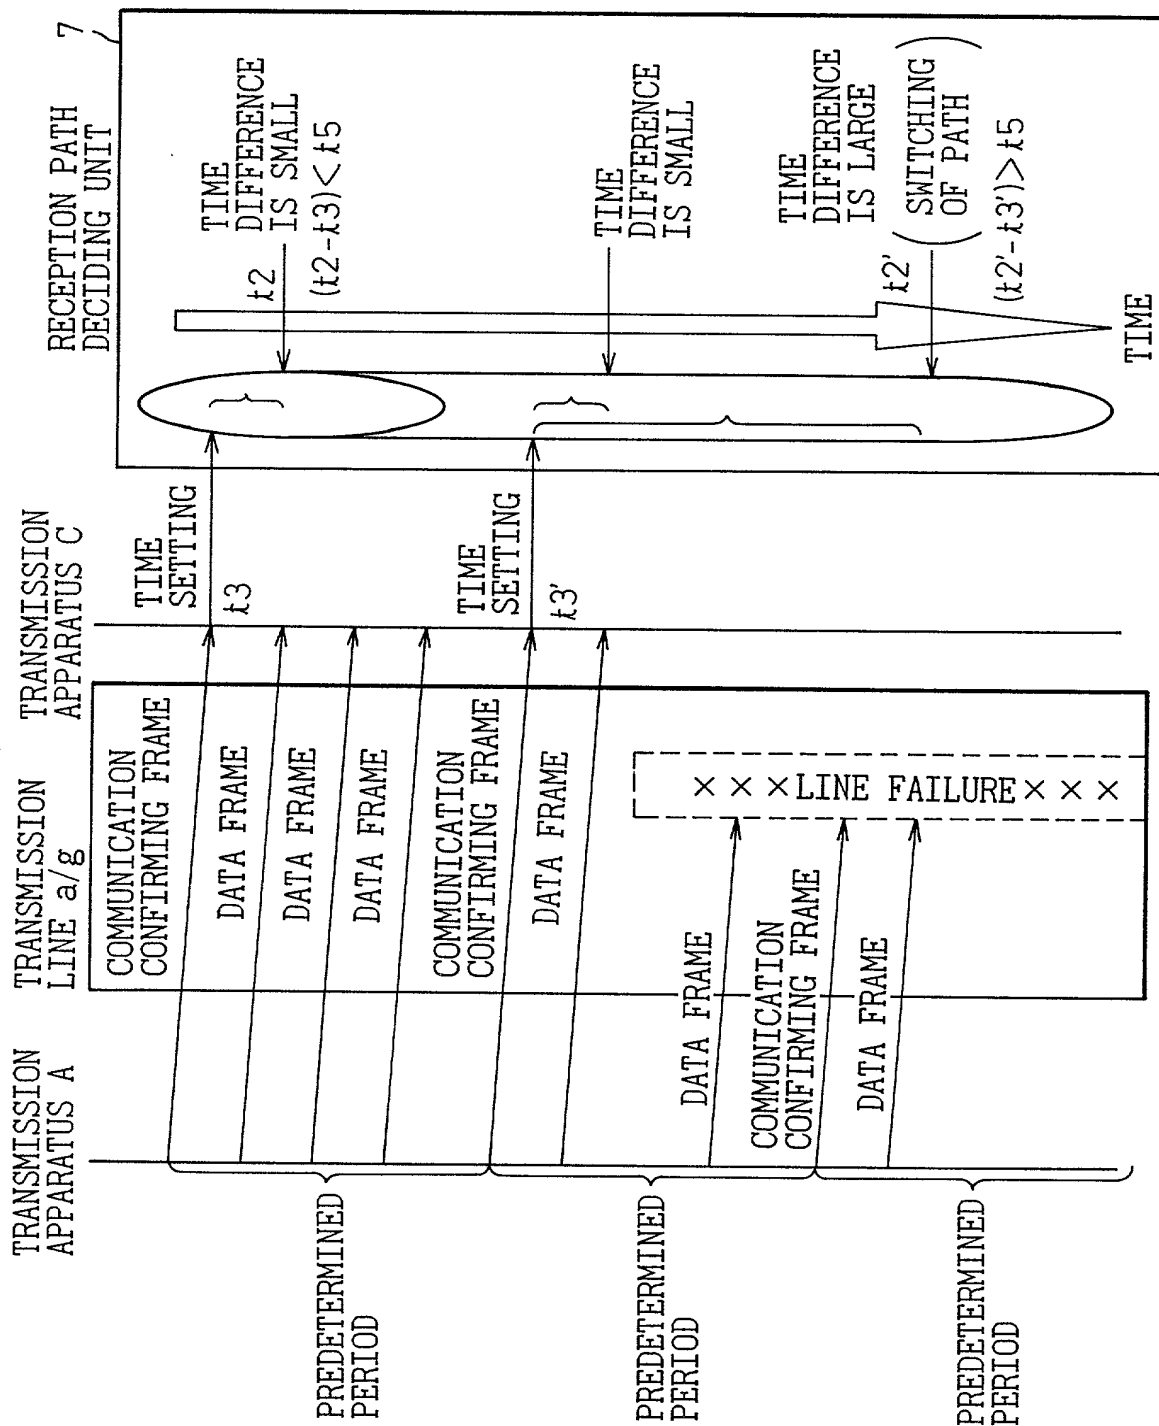 TRANSMISSION
APPARATUS A
TRANSMISSION
LINE a/g
TRANSMISSION
APPARATUS C
RECEPTION PATH
DECIDING UNIT
7
PREDETERMINED
PERIOD
COMMUNICATION
CONFIRMING FRAME
DATA FRAME
DATA FRAME
DATA FRAME
TIME
SETTING
t3
t2
TIME
DIFFERENCE
IS SMALL
(t2-t3)<t5
PREDETERMINED
PERIOD
COMMUNICATION
CONFIRMING FRAME
DATA FRAME
TIME
SETTING
t3'
TIME
DIFFERENCE
IS SMALL
DATA FRAME
× × × LINE FAILURE × × ×
PREDETERMINED
PERIOD
COMMUNICATION
CONFIRMING FRAME
DATA FRAME
t2'
TIME
DIFFERENCE
IS LARGE
(SWITCHING
OF PATH)
(t2'-t3')>t5
TIME